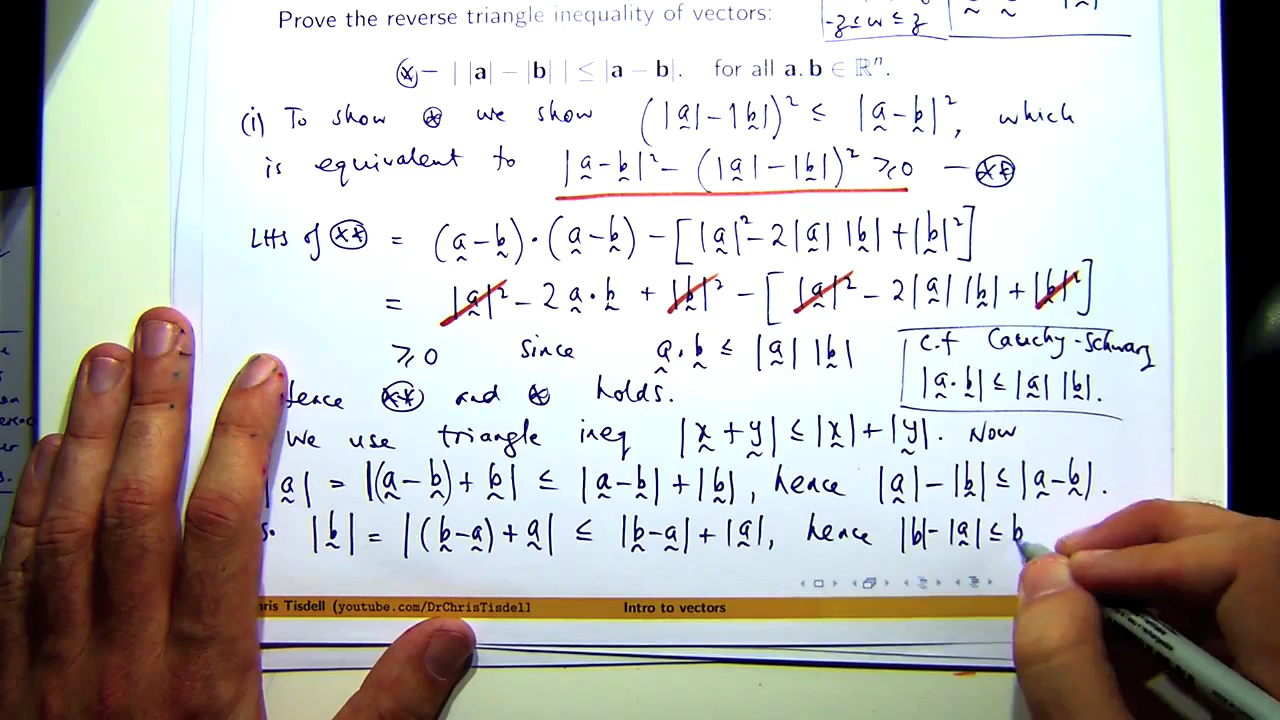 Prove the reverse triangle inequality of vectors:
-z ≤ w ≤ z
⊛ — | |a| − |b| | ≤ |a − b|. for all a, b ∈ ℝⁿ.
(i) To show ⊛ we show (|a| − |b|)² ≤ |a − b|², which
is equivalent to |a − b|² − (|a| − |b|)² ≥ 0 — (**)
LHS of (**) = (a − b)·(a − b) − [|a|² − 2|a| |b| + |b|²]
= |a|² − 2 a·b + |b|² − [|a|² − 2|a| |b| + |b|²]
≥ 0 since a·b ≤ |a| |b|
c.f Cauchy-Schwarz
|a·b| ≤ |a| |b|.
Hence (**) and ⊛ holds.
We use triangle ineq |x + y| ≤ |x| + |y|. Now
|a| = |(a − b) + b| ≤ |a − b| + |b|, hence |a| − |b| ≤ |a − b|.
|b| = |(b − a) + a| ≤ |b − a| + |a|, hence |b| − |a| ≤ b
Chris Tisdell (youtube.com/DrChrisTisdell Intro to vectors